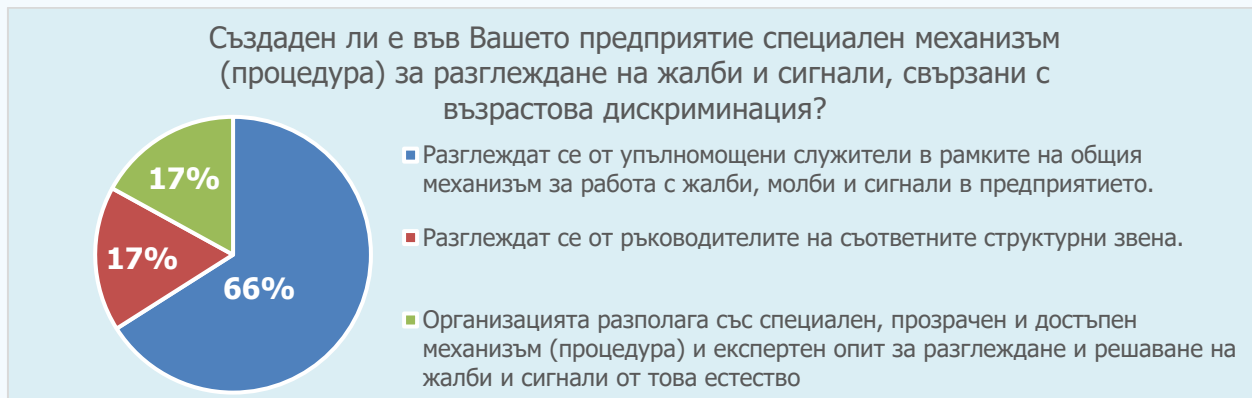 Създаден ли е във Вашето предприятие специален механизъм
(процедура) за разглеждане на жалби и сигнали, свързани с
възрастова дискриминация?
17%
17%
66%
Разглеждат се от упълномощени служители в рамките на общия
механизъм за работа с жалби, молби и сигнали в предприятието.
Разглеждат се от ръководителите на съответните структурни звена.
Организацията разполага със специален, прозрачен и достъпен
механизъм (процедура) и експертен опит за разглеждане и решаване на
жалби и сигнали от това естество